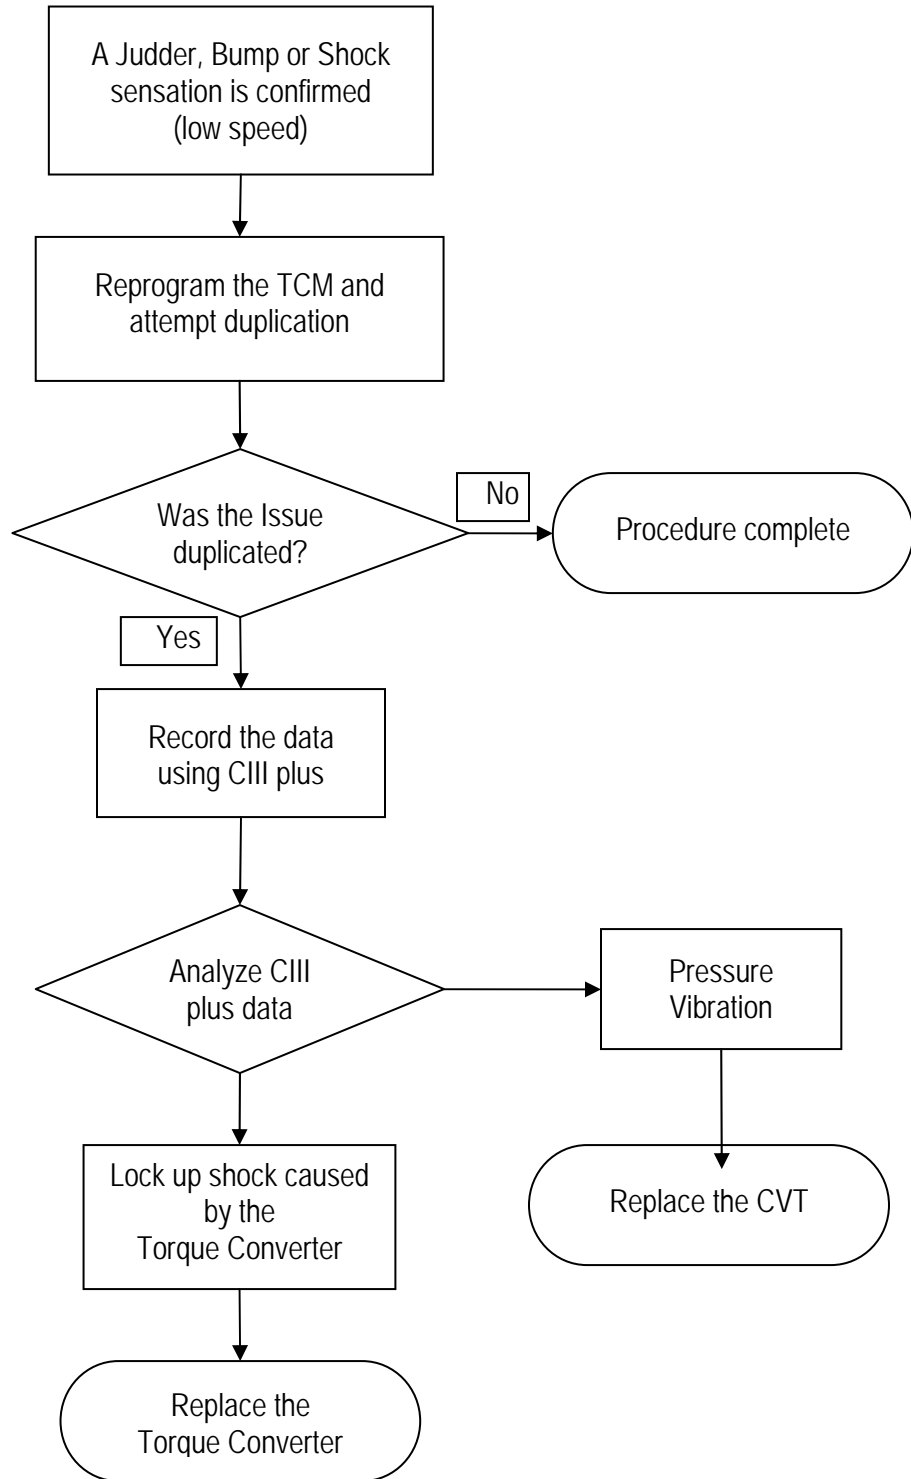 A Judder, Bump or Shock
sensation is confirmed
(low speed)
Reprogram the TCM and
attempt duplication
Was the Issue
duplicated?
No
Procedure complete
Yes
Record the data
using CIII plus
Analyze CIII
plus data
Pressure
Vibration
Lock up shock caused
by the
Torque Converter
Replace the CVT
Replace the
Torque Converter